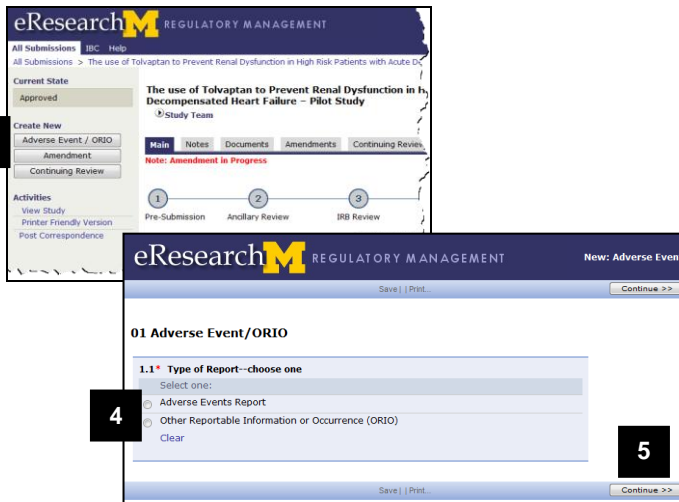 eResearch M REGULATORY MANAGEMENT
All Submissions IBC Help
All Submissions > The use of Tolvaptan to Prevent Renal Dysfunction in High Risk Patients with Acute
Current State
Approved
Create New
Adverse Event / ORIO
Amendment
Continuing Review
Activities
View Study
Printer Friendly Version
Post Correspondence
The use of Tolvaptan to Prevent Renal Dysfunction in
Decompensated Heart Failure – Pilot Study
Study Team
Main Notes Documents Amendments Continuing Review
Note: Amendment in Progress
1 2 3
Pre-Submission Ancillary Review IRB Review
eResearch M REGULATORY MANAGEMENT New: Adverse Even
Save | | Print... Continue >>
01 Adverse Event/ORIO
1.1* Type of Report--choose one
Select one:
4
Adverse Events Report
Other Reportable Information or Occurrence (ORIO)
Clear
5
Save | | Print... Continue >>